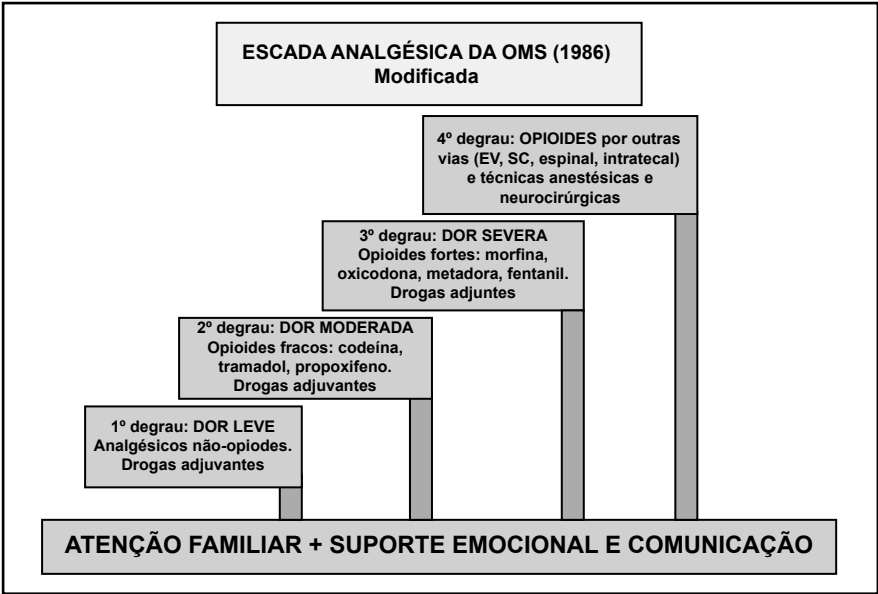 ESCADA ANALGÉSICA DA OMS (1986)
Modificada
4º degrau: OPIOIDES por outras
vias (EV, SC, espinal, intratecal)
e técnicas anestésicas e
neurocirúrgicas
3º degrau: DOR SEVERA
Opioides fortes: morfina,
oxicodona, metadora, fentanil.
Drogas adjuntes
2º degrau: DOR MODERADA
Opioides fracos: codeína,
tramadol, propoxifeno.
Drogas adjuvantes
1º degrau: DOR LEVE
Analgésicos não-opiodes.
Drogas adjuvantes
ATENÇÃO FAMILIAR + SUPORTE EMOCIONAL E COMUNICAÇÃO